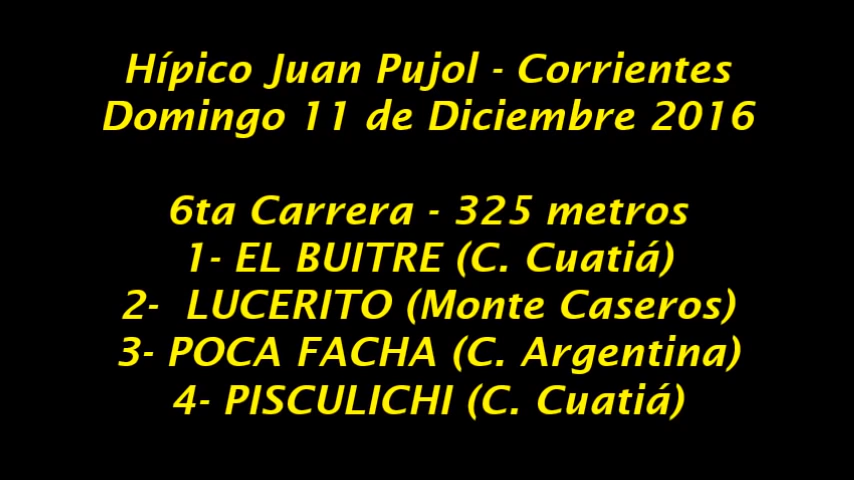 Hípico Juan Pujol - Corrientes
Domingo 11 de Diciembre 2016
6ta Carrera - 325 metros
1- EL BUITRE (C. Cuatiá)
2- LUCERITO (Monte Caseros)
3- POCA FACHA (C. Argentina)
4- PISCULICHI (C. Cuatiá)